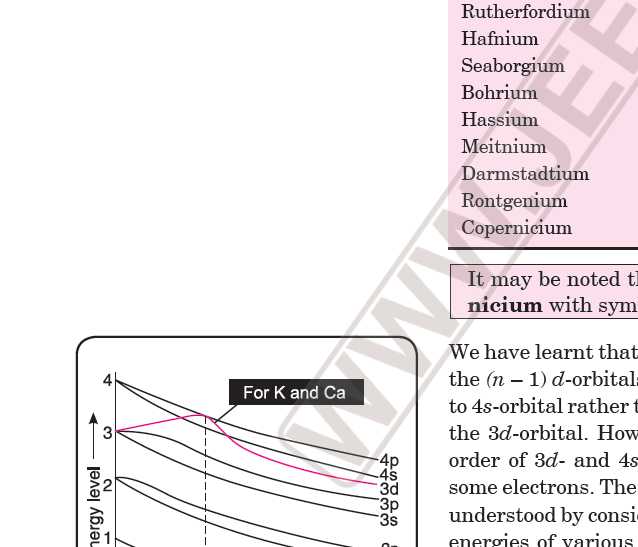 Rutherfordium
Hafnium
Seaborgium
Bohrium
Hassium
Meitnium
Darmstadtium
Rontgenium
Copernicium
It may be noted th
nicium with sym
We have learnt that
the (n – 1) d-orbitals
to 4s-orbital rather t
the 3d-orbital. How
order of 3d- and 4s
some electrons. The
understood by consid
energies of various
For K and Ca
4
3
2
1
nergy level
4p
4s
3d
3p
3s
WWW.JEE